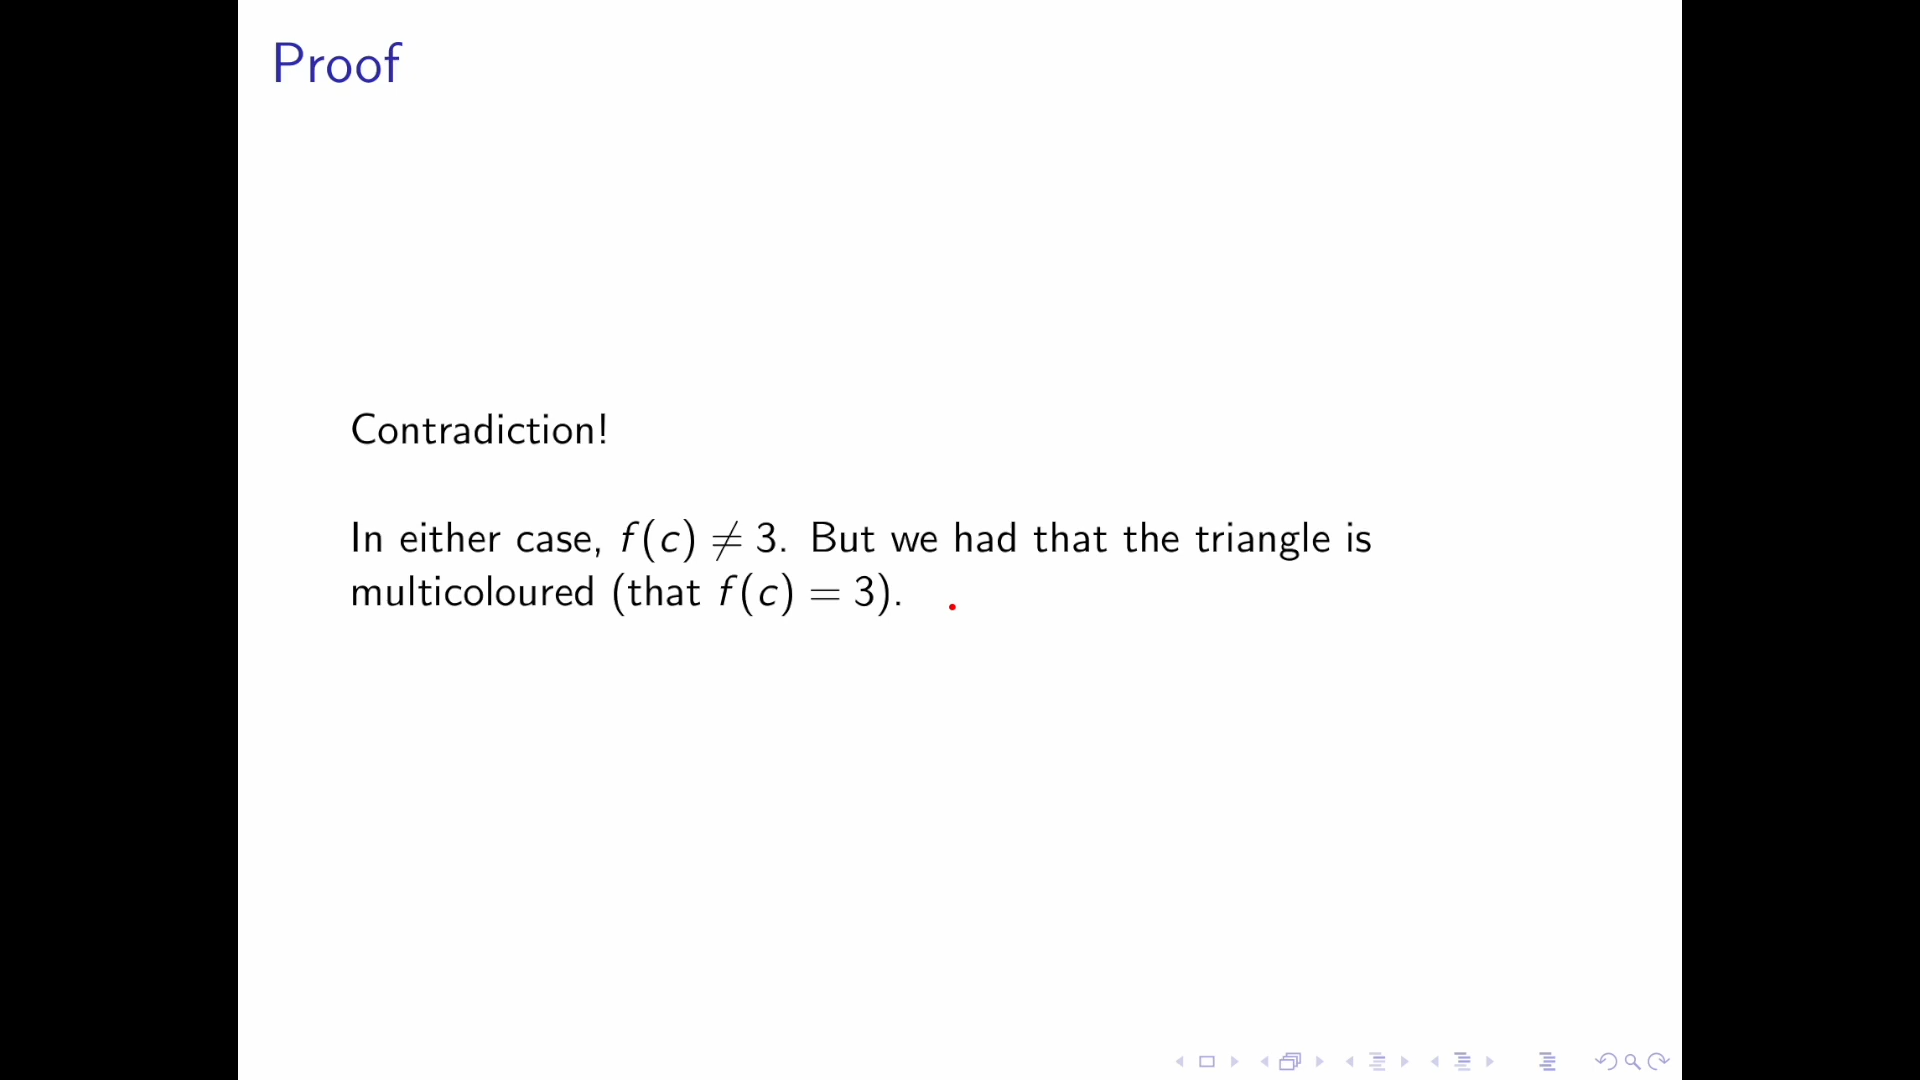 Proof
Contradiction!
In either case, f(c) ≠ 3. But we had that the triangle is
multicoloured (that f(c) = 3).